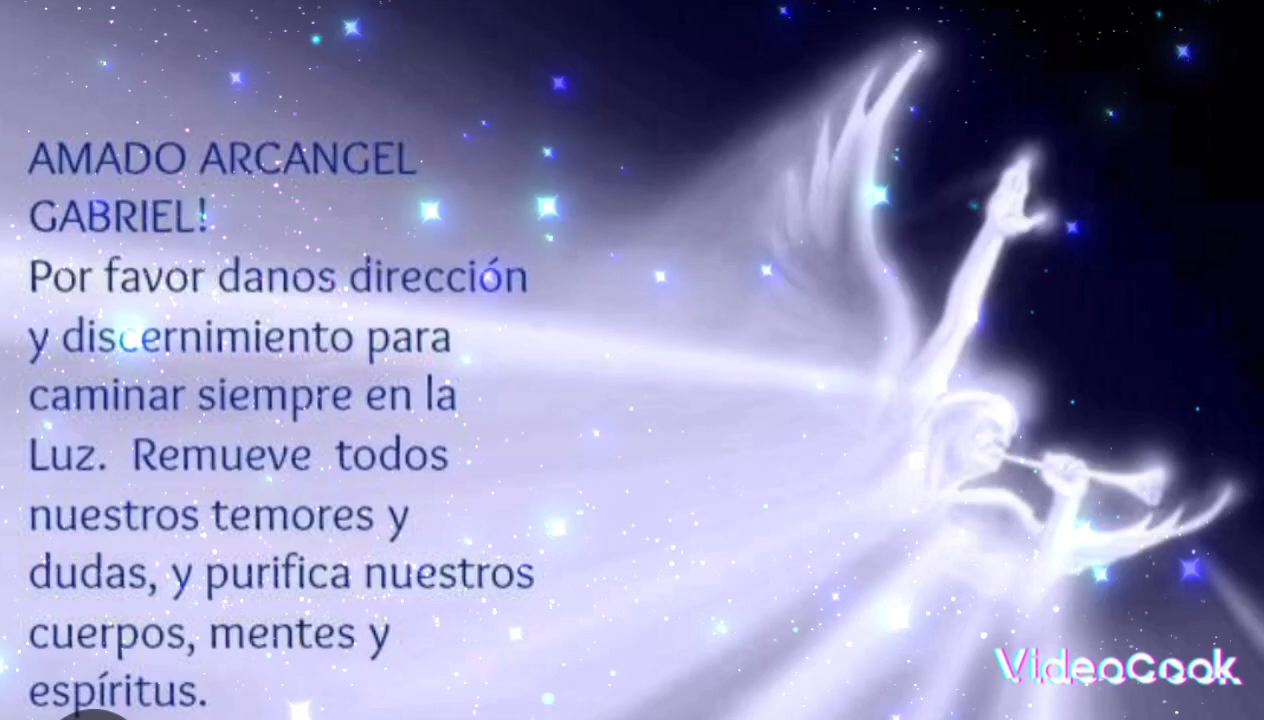 AMADO ARCANGEL
GABRIEL!
Por favor danos dirección
y discernimiento para
caminar siempre en la
Luz. Remueve todos
nuestros temores y
dudas, y purifica nuestros
cuerpos, mentes y
espíritus.
VideoCook